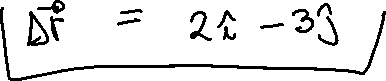 Δr⃗ = 2î − 3ĵ